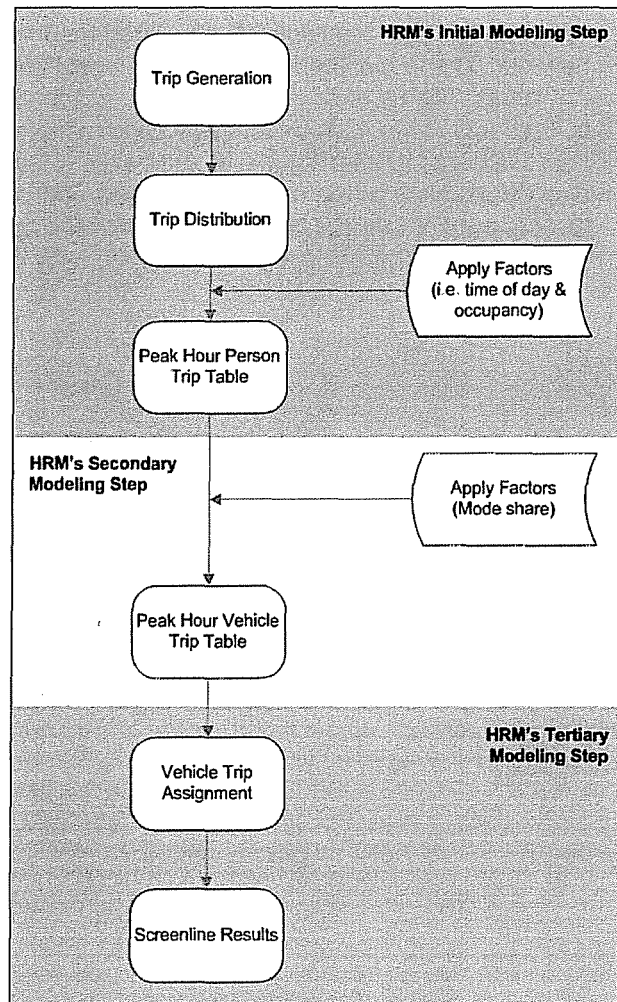 HRM's Initial Modeling Step
Trip Generation
Trip Distribution
Apply Factors
(i.e. time of day &
occupancy)
Peak Hour Person
Trip Table
HRM's Secondary
Modeling Step
Apply Factors
(Mode share)
Peak Hour Vehicle
Trip Table
HRM's Tertiary
Modeling Step
Vehicle Trip
Assignment
Screenline Results